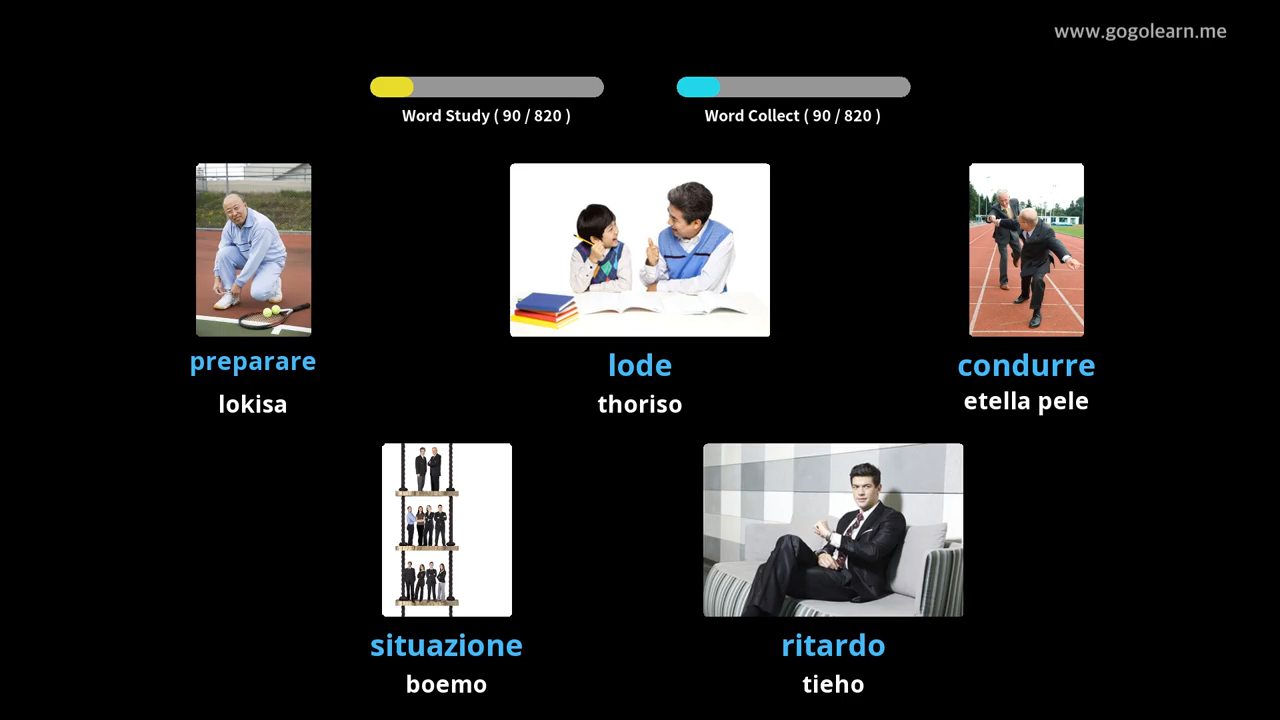 www.gogolearn.me
Word Study ( 90 / 820 )
Word Collect ( 90 / 820 )
preparare
lokisa
lode
thoriso
condurre
etella pele
situazione
boemo
ritardo
tieho